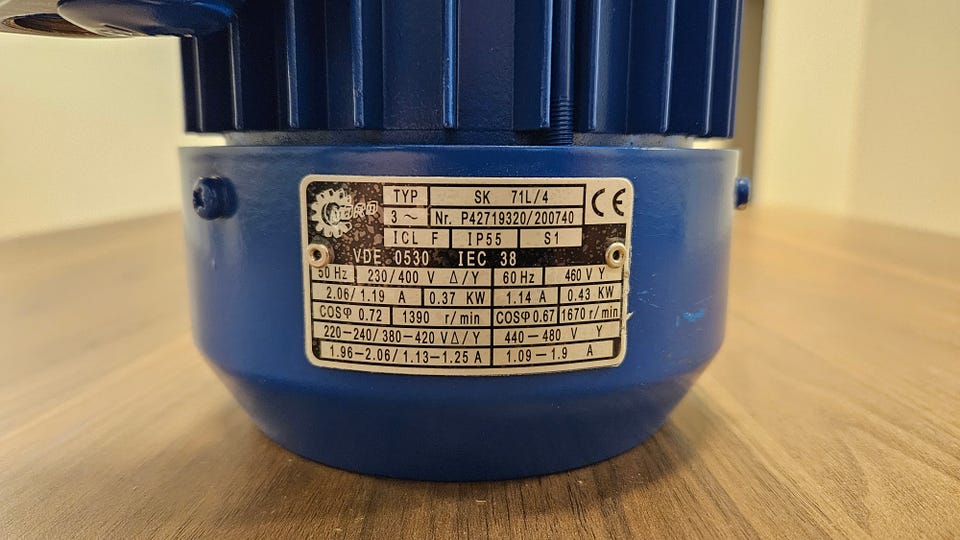 NORD
TYP SK 71L/4
3 ~ Nr. P42719320/200740 CE
ICL F IP55 S1
VDE 0530 IEC 38
50 Hz 230/400 V Δ/Y 60 Hz 460 V Y
2.06/1.19 A 0.37 KW 1.14 A 0.43 KW
COSφ 0.72 1390 r/min COSφ 0.67 1670 r/min
220-240/380-420 VΔ/Y 440-480 V Y
1.96-2.06/1.13-1.25 A 1.09-1.9 A